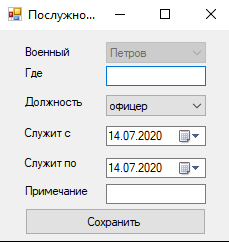 Послужно...
Военный Петров
Где
Должность офицер
Служит с 14.07.2020
Служит по 14.07.2020
Примечание
Сохранить